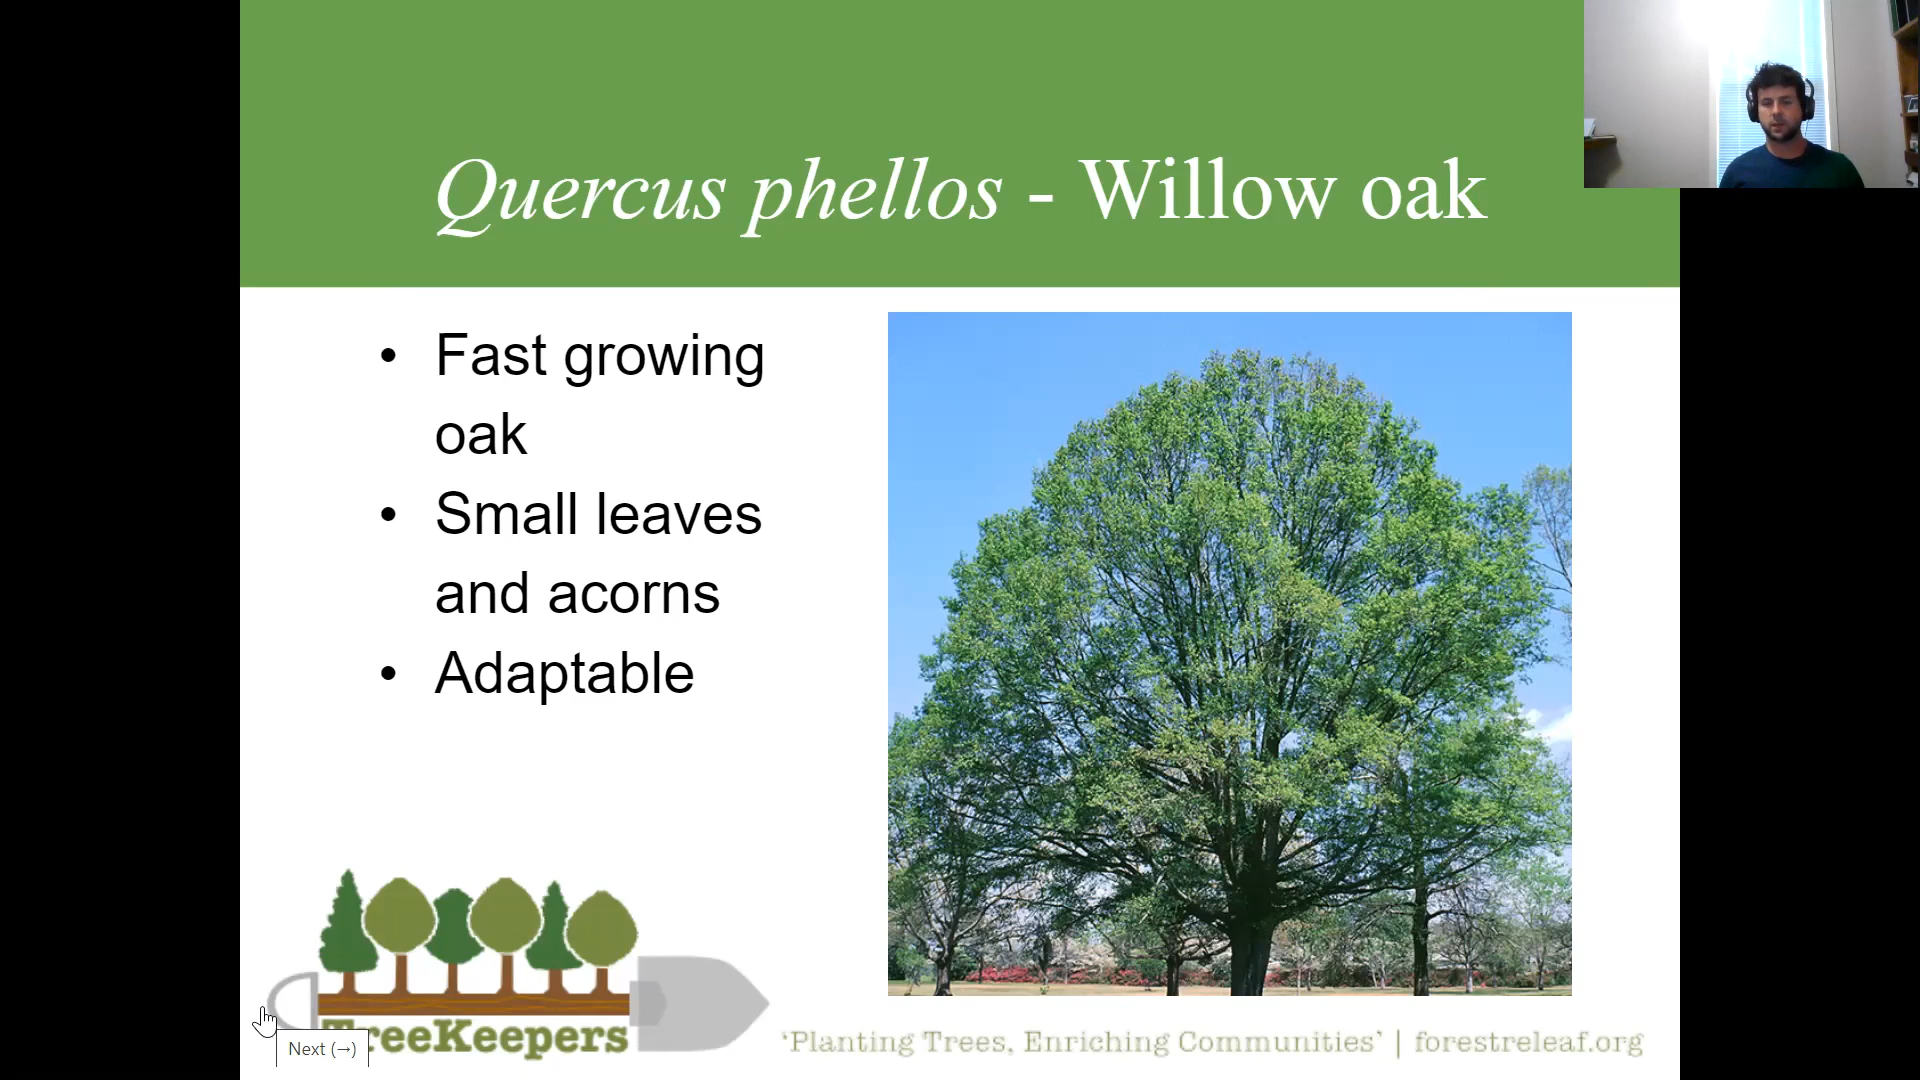 Quercus phellos - Willow oak
• Fast growing
oak
• Small leaves
and acorns
• Adaptable
TreeKeepers
Next (→)
‘Planting Trees, Enriching Communities’ | forestreleaf.org